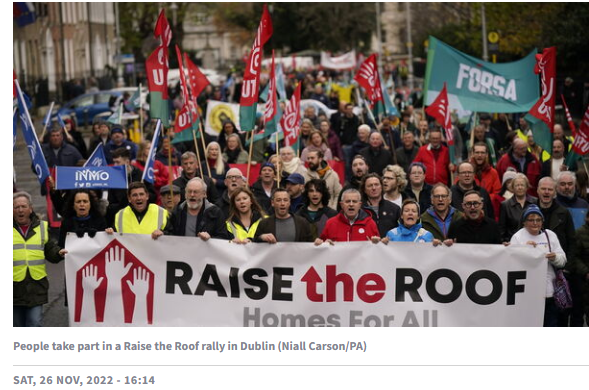 FORSA
INMO
RAISE the ROOF
Homes For All
People take part in a Raise the Roof rally in Dublin (Niall Carson/PA)
SAT, 26 NOV, 2022 - 16:14